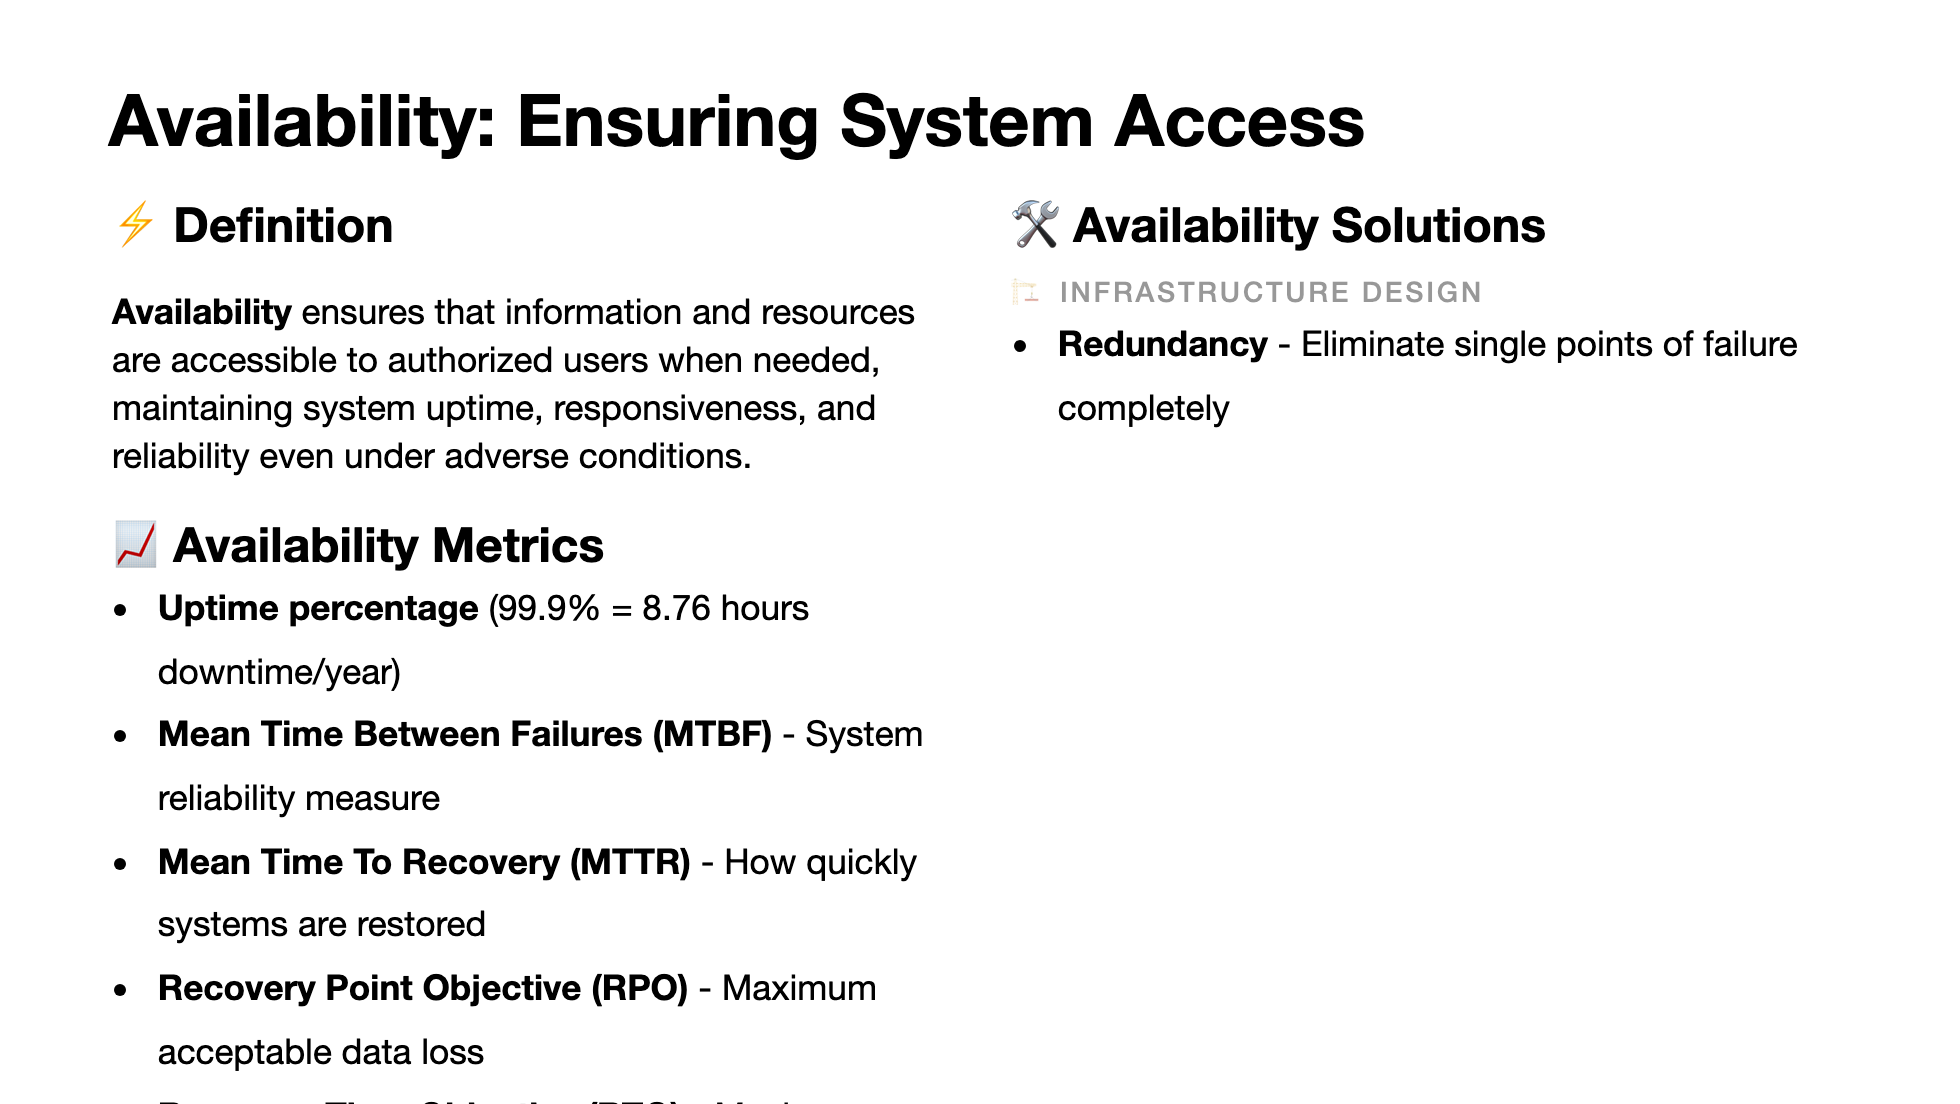 Availability: Ensuring System Access
⚡ Definition
Availability ensures that information and resources
are accessible to authorized users when needed,
maintaining system uptime, responsiveness, and
reliability even under adverse conditions.
📈 Availability Metrics
• Uptime percentage (99.9% = 8.76 hours
downtime/year)
• Mean Time Between Failures (MTBF) - System
reliability measure
• Mean Time To Recovery (MTTR) - How quickly
systems are restored
• Recovery Point Objective (RPO) - Maximum
acceptable data loss
🛠️ Availability Solutions
🏗️ INFRASTRUCTURE DESIGN
• Redundancy - Eliminate single points of failure
completely